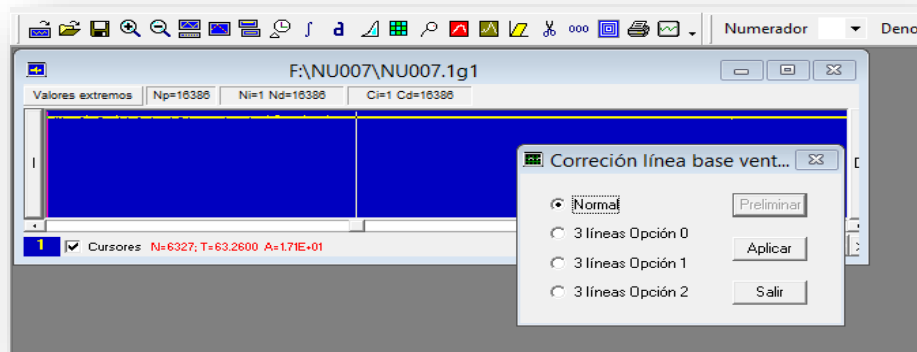 Numerador Deno
F:\NU007\NU007.1g1
Valores extremos Np=16386 Ni=1 Nd=16386 Ci=1 Cd=16386
I
1 Cursores N=6327; T=63.2600 A=1.71E+01
Correción línea base vent...
Normal Preliminar
3 líneas Opción 0
Aplicar
3 líneas Opción 1
3 líneas Opción 2 Salir